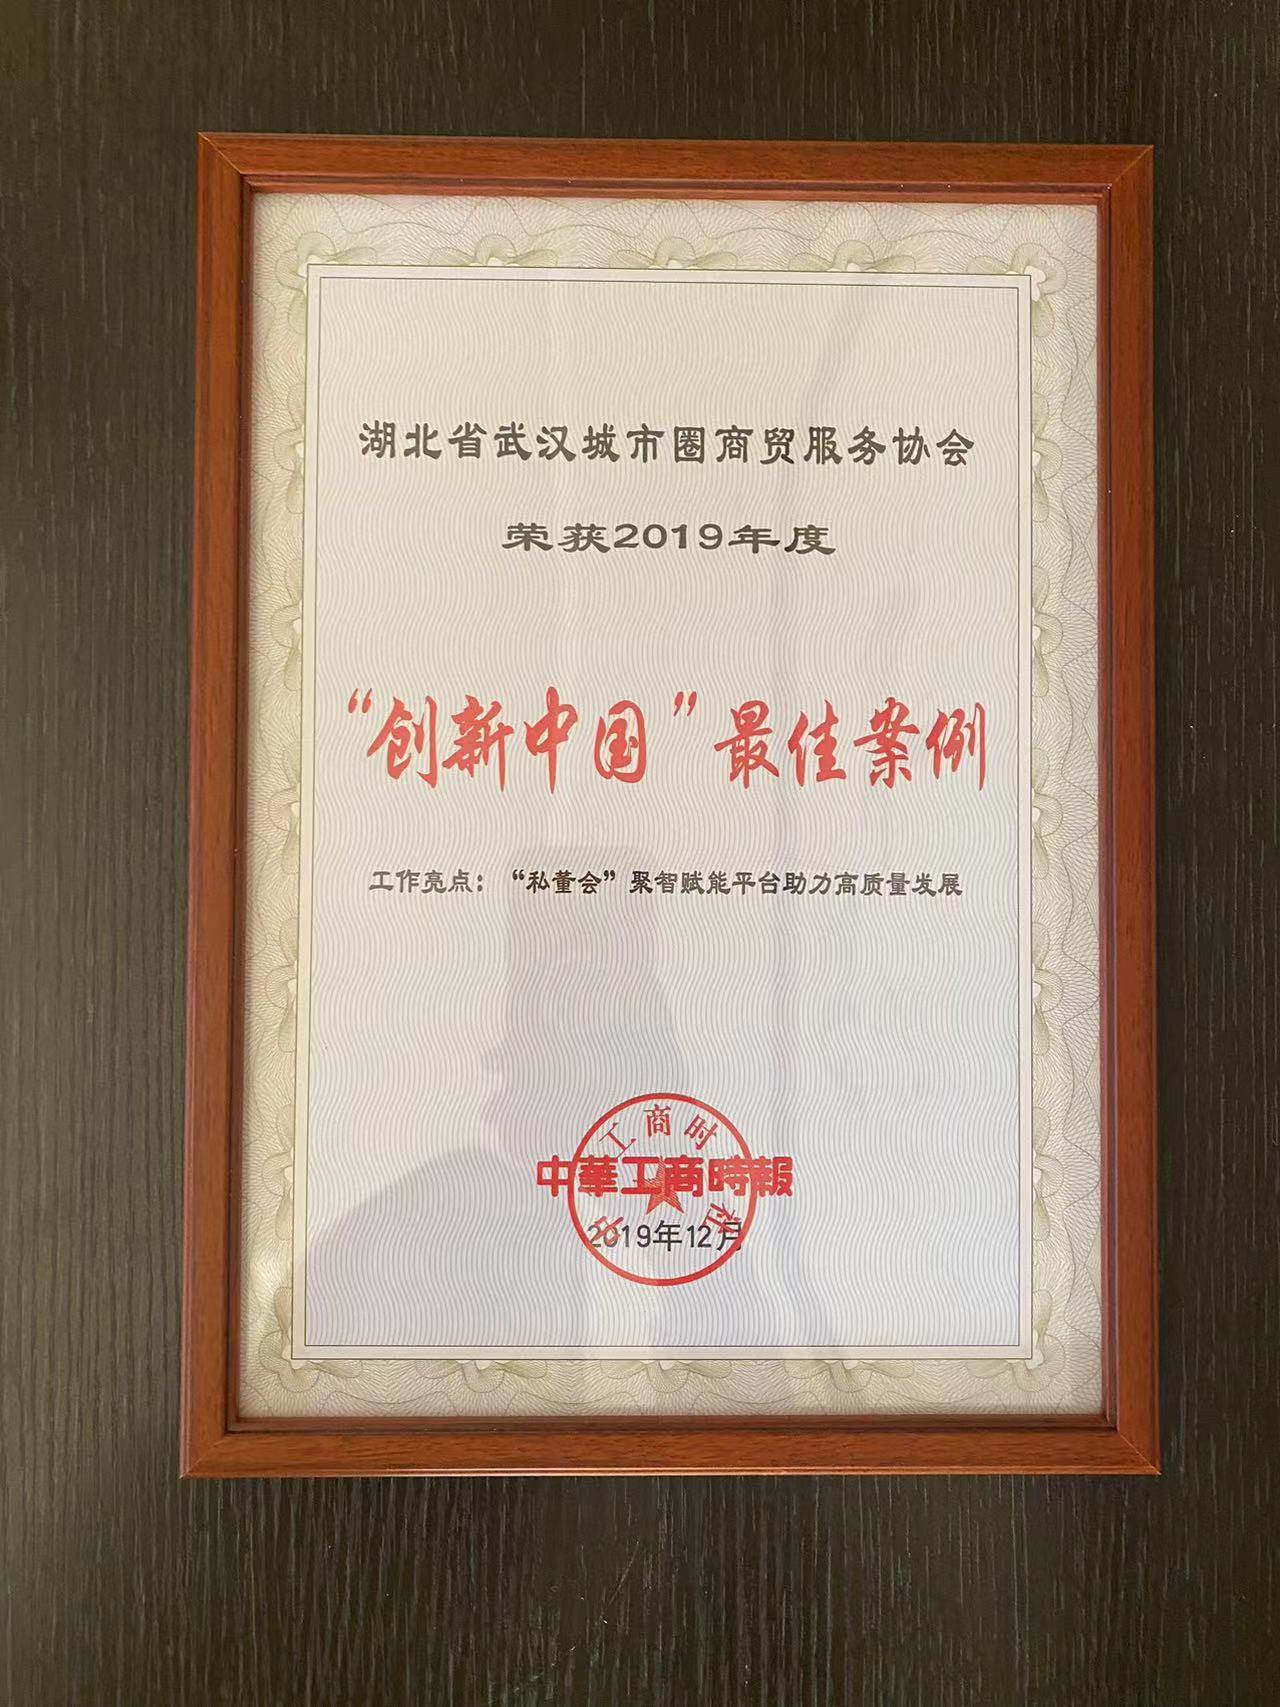 湖北省武汉城市圈商贸服务协会
荣获2019年度
“创新中国”最佳案例
工作亮点：“私董会”聚智赋能平台助力高质量发展
工商时
中華工商時報
中 社
2019年12月